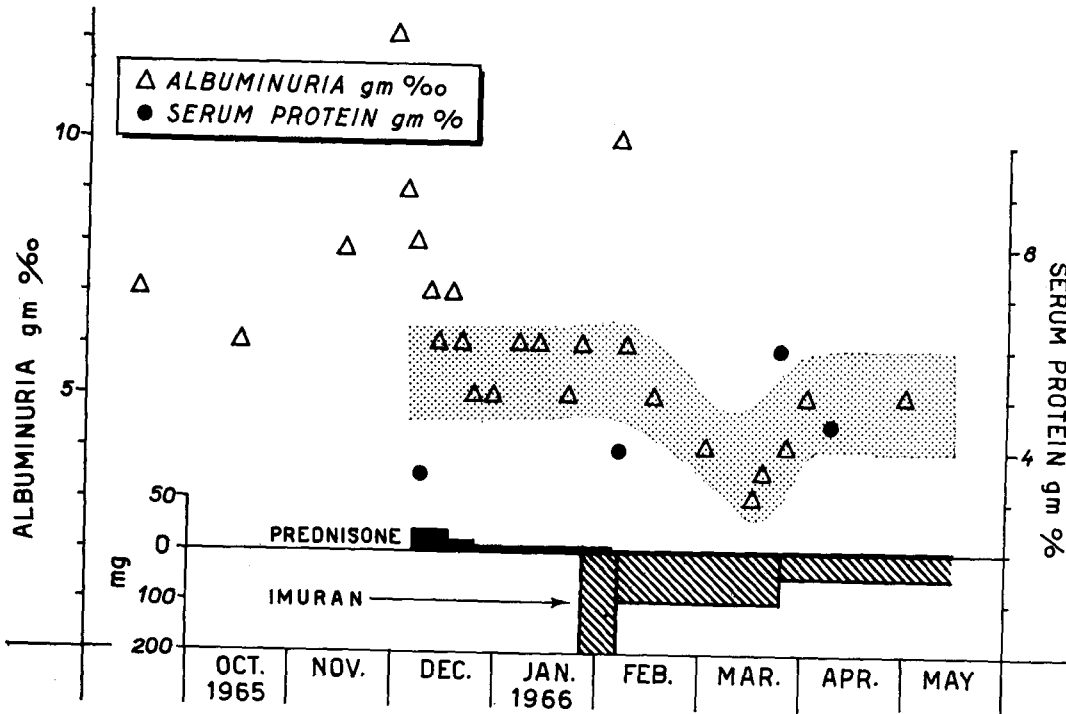 △ ALBUMINURIA gm ‰
● SERUM PROTEIN gm %
10
5
ALBUMINURIA gm ‰
8
4
SERUM PROTEIN gm %
50
0
100
200
mg
PREDNISONE
IMURAN
OCT. NOV. DEC. JAN. FEB. MAR. APR. MAY
1965 1966